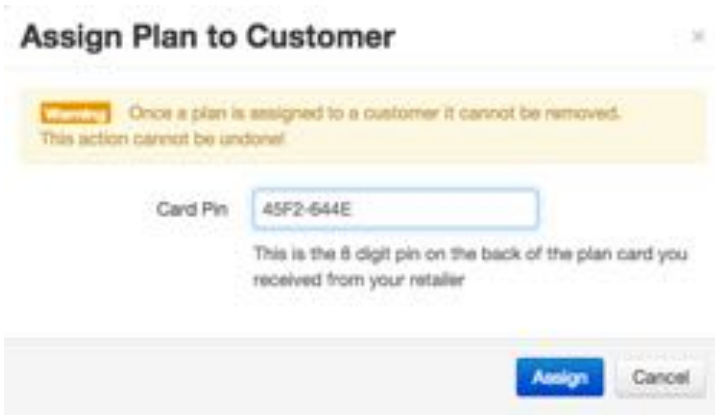 Assign Plan to Customer ×
Warning Once a plan is assigned to a customer it cannot be removed.
This action cannot be undone!
Card Pin 45F2-644E
This is the 8 digit pin on the back of the plan card you
received from your retailer
Assign Cancel